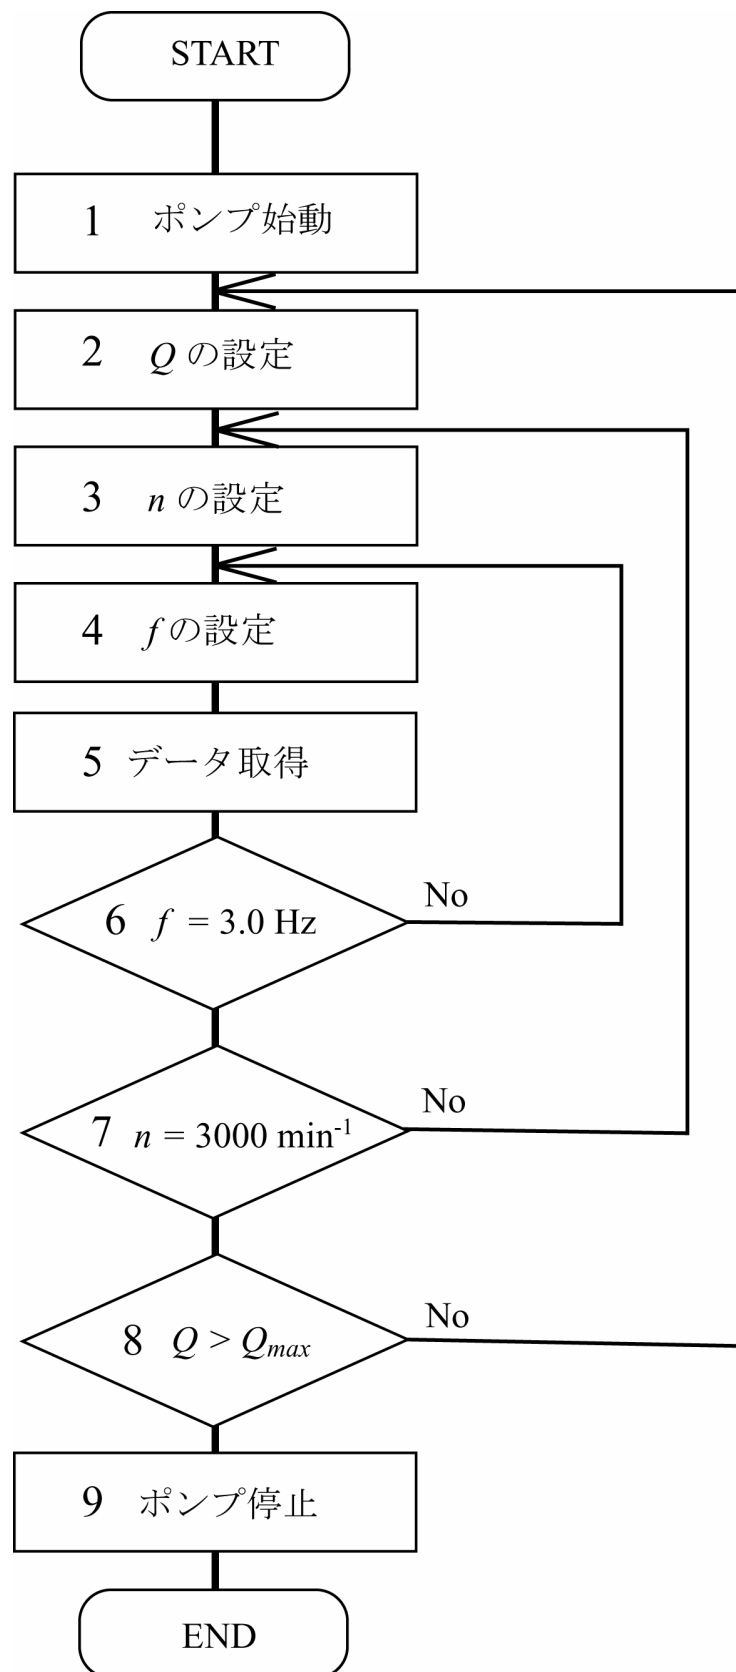 START
1 ポンプ始動
2 Q の設定
3 n の設定
4 f の設定
5 データ取得
6 f = 3.0 Hz
No
7 n = 3000 min⁻¹
No
8 Q > Qmax
No
9 ポンプ停止
END